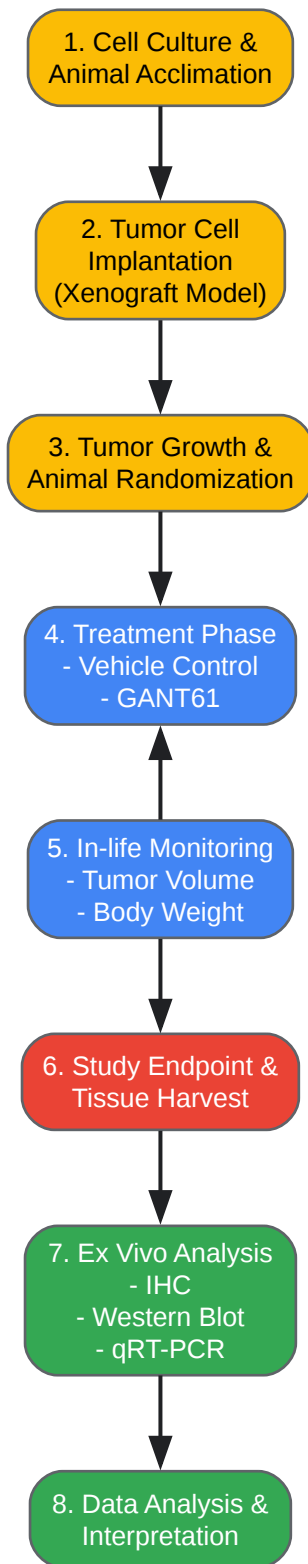 1. Cell Culture &
Animal Acclimation
2. Tumor Cell
Implantation
(Xenograft Model)
3. Tumor Growth &
Animal Randomization
4. Treatment Phase
- Vehicle Control
- GANT61
5. In-life Monitoring
- Tumor Volume
- Body Weight
6. Study Endpoint &
Tissue Harvest
7. Ex Vivo Analysis
- IHC
- Western Blot
- qRT-PCR
8. Data Analysis &
Interpretation